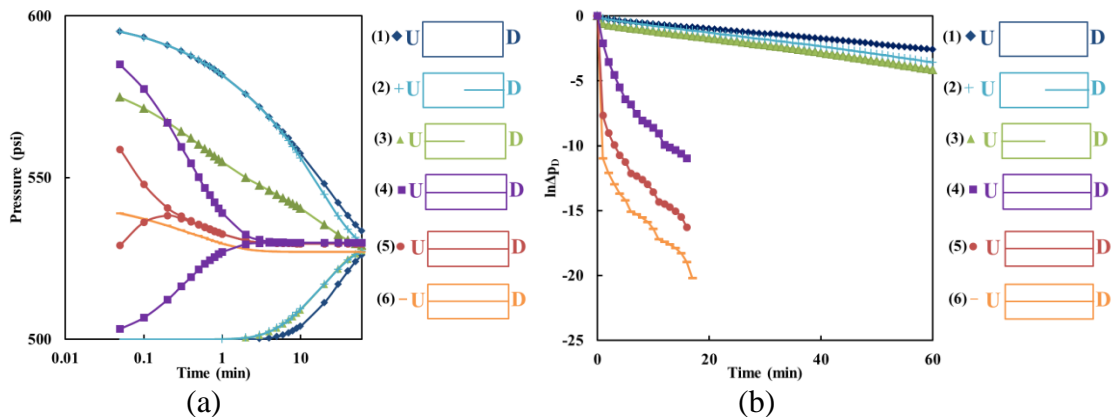 600
550
500
Pressure (psi)
0.01 0.1 1 10
Time (min)
(1) U D
(2) U D
(3) U D
(4) U D
(5) U D
(6) U D
(a)
0
-5
-10
-15
-20
-25
lnΔpD
0 20 40 60
Time (min)
(1) U D
(2) + U D
(3) U D
(4) U D
(5) U D
(6) U D
(b)